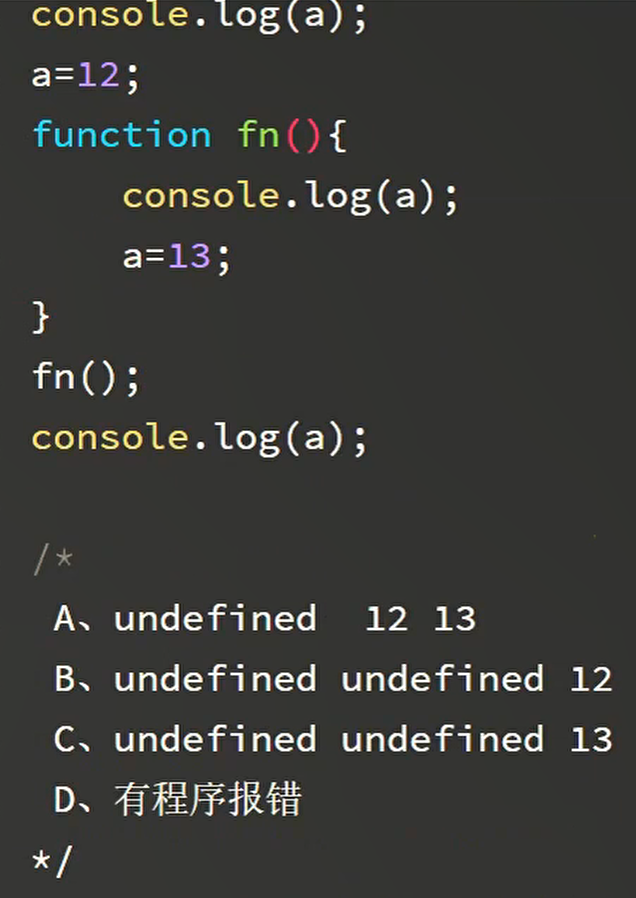 console.log(a);
a=12;
function fn(){
    console.log(a);
    a=13;
}
fn();
console.log(a);
/*
A、undefined  12 13
B、undefined undefined 12
C、undefined undefined 13
D、有程序报错
*/